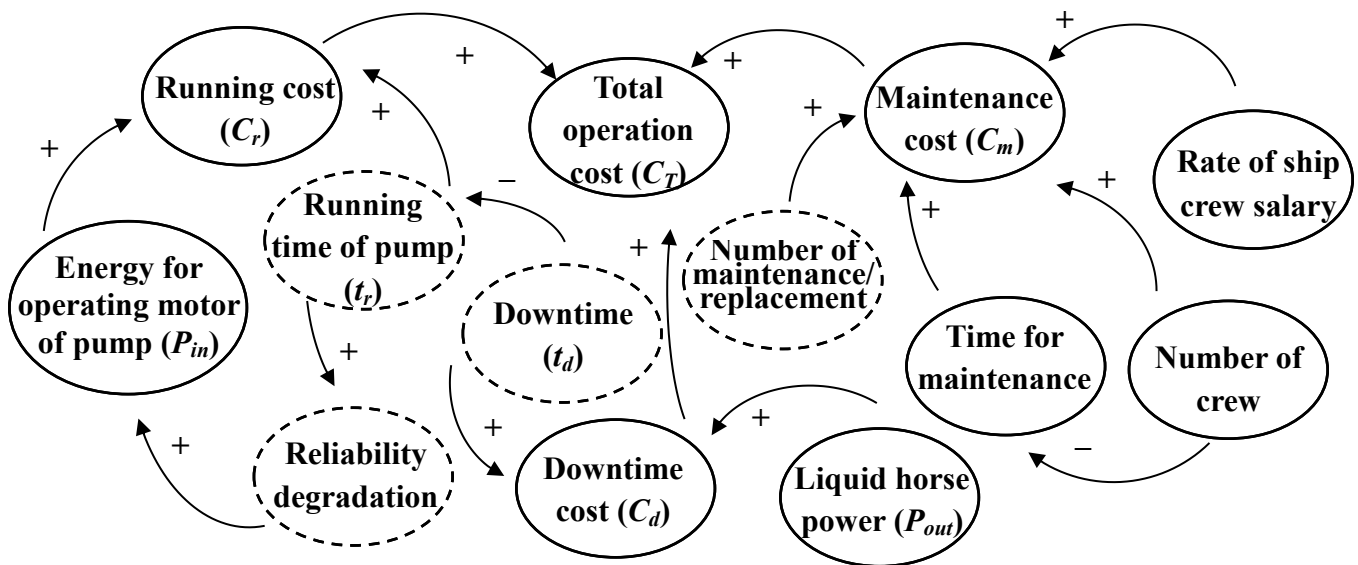 Running cost
(Cr)
Total
operation
cost (CT)
Maintenance
cost (Cm)
Rate of ship
crew salary
Running
time of pump
(tr)
Number of
maintenance/
replacement
Energy for
operating motor
of pump (Pin)
Downtime
(td)
Time for
maintenance
Number of
crew
Reliability
degradation
Downtime
cost (Cd)
Liquid horse
power (Pout)
+
+
+
+
+
+
−
+
+
+
+
+
+
+
+
−